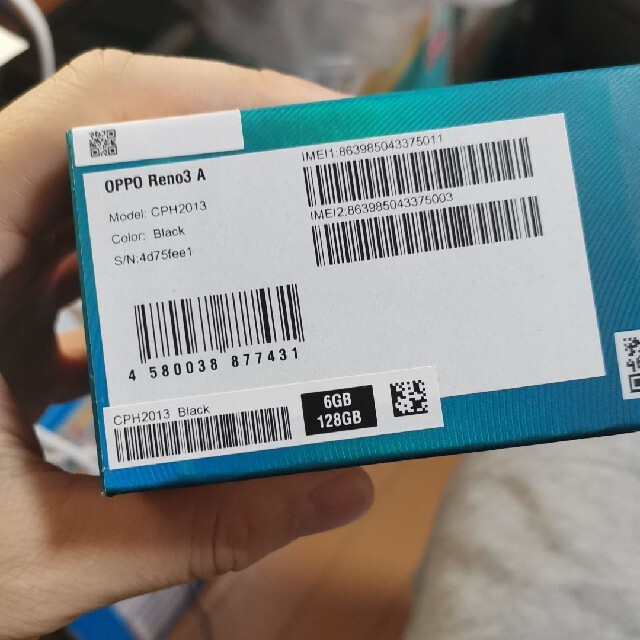 OPPO Reno3 A
Model: CPH2013
Color: Black
S/N:4d75fee1
IMEI1:863985043375011
IMEI2:863985043375003
4 580038 877431
CPH2013 Black
6GB
128GB